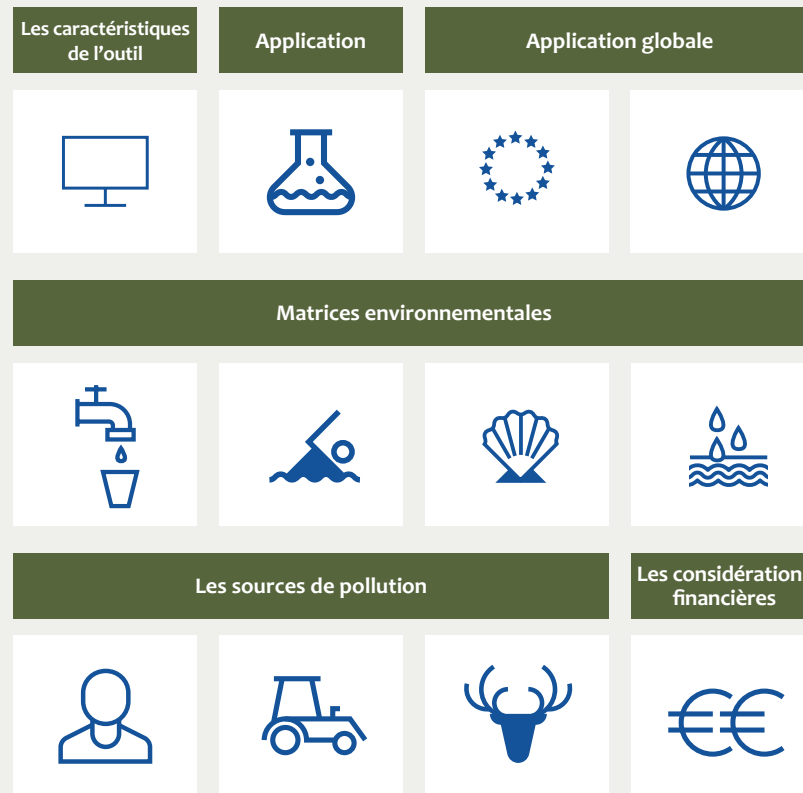 Les caractéristiques
de l’outil
Application
Application globale
Matrices environnementales
Les sources de pollution
Les considération
financières